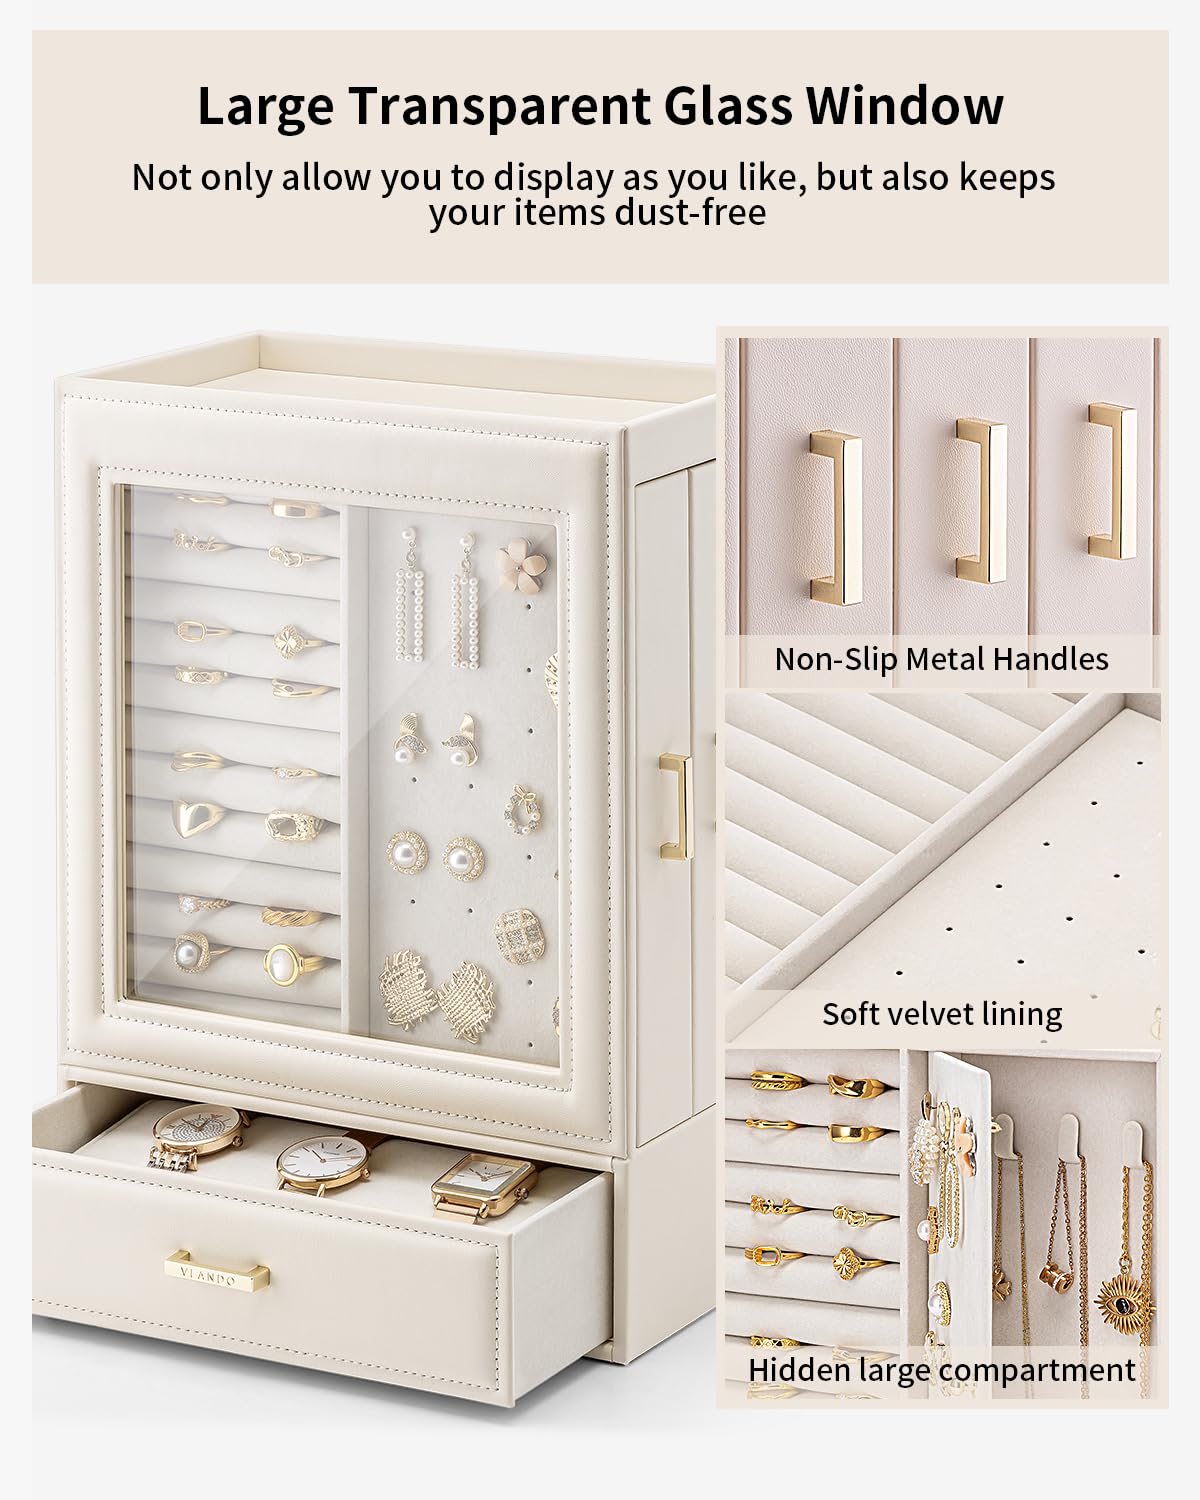 Large Transparent Glass Window
Not only allow you to display as you like, but also keeps
your items dust-free
Non-Slip Metal Handles
Soft velvet lining
VLANDO
Hidden large compartment